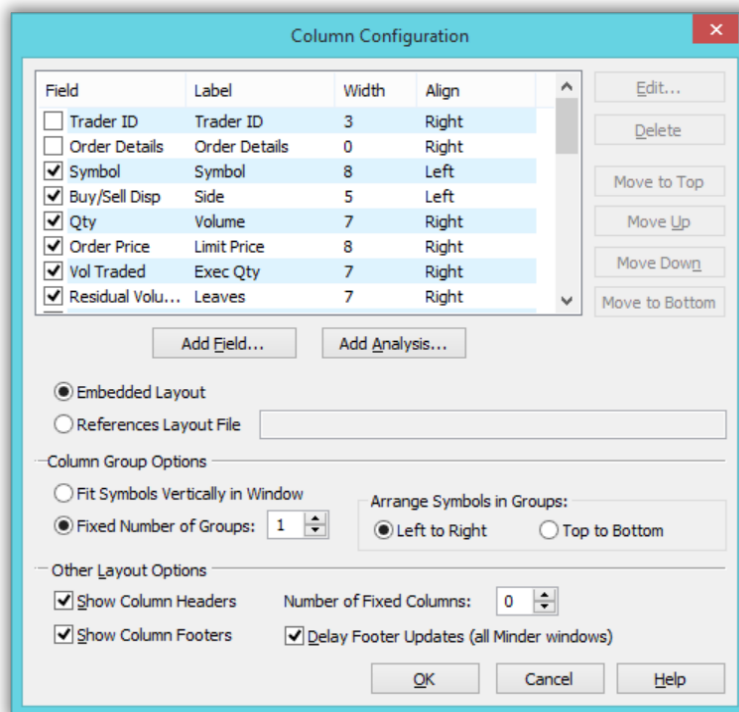 Column Configuration
Field Label Width Align
Trader ID Trader ID 3 Right
Order Details Order Details 0 Right
Symbol Symbol 8 Left
Buy/Sell Disp Side 5 Left
Qty Volume 7 Right
Order Price Limit Price 8 Right
Vol Traded Exec Qty 7 Right
Residual Volu... Leaves 7 Right
Edit...
Delete
Move to Top
Move Up
Move Down
Move to Bottom
Add Field... Add Analysis...
Embedded Layout
References Layout File
Column Group Options
Fit Symbols Vertically in Window
Fixed Number of Groups: 1
Arrange Symbols in Groups:
Left to Right Top to Bottom
Other Layout Options
Show Column Headers Number of Fixed Columns: 0
Show Column Footers Delay Footer Updates (all Minder windows)
OK Cancel Help